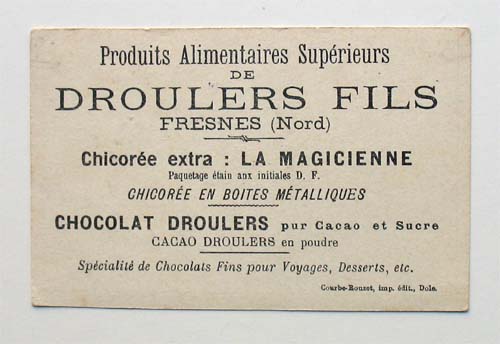 Produits Alimentaires Supérieurs
DE
DROULERS FILS
FRESNES (Nord)
Chicorée extra : LA MAGICIENNE
Paquetage étain aux initiales D. F.
CHICORÉE EN BOITES MÉTALLIQUES
CHOCOLAT DROULERS pur Cacao et Sucre
CACAO DROULERS en poudre
Spécialité de Chocolats Fins pour Voyages, Desserts, etc.
Courbe-Rouzet, imp. édit., Dole.